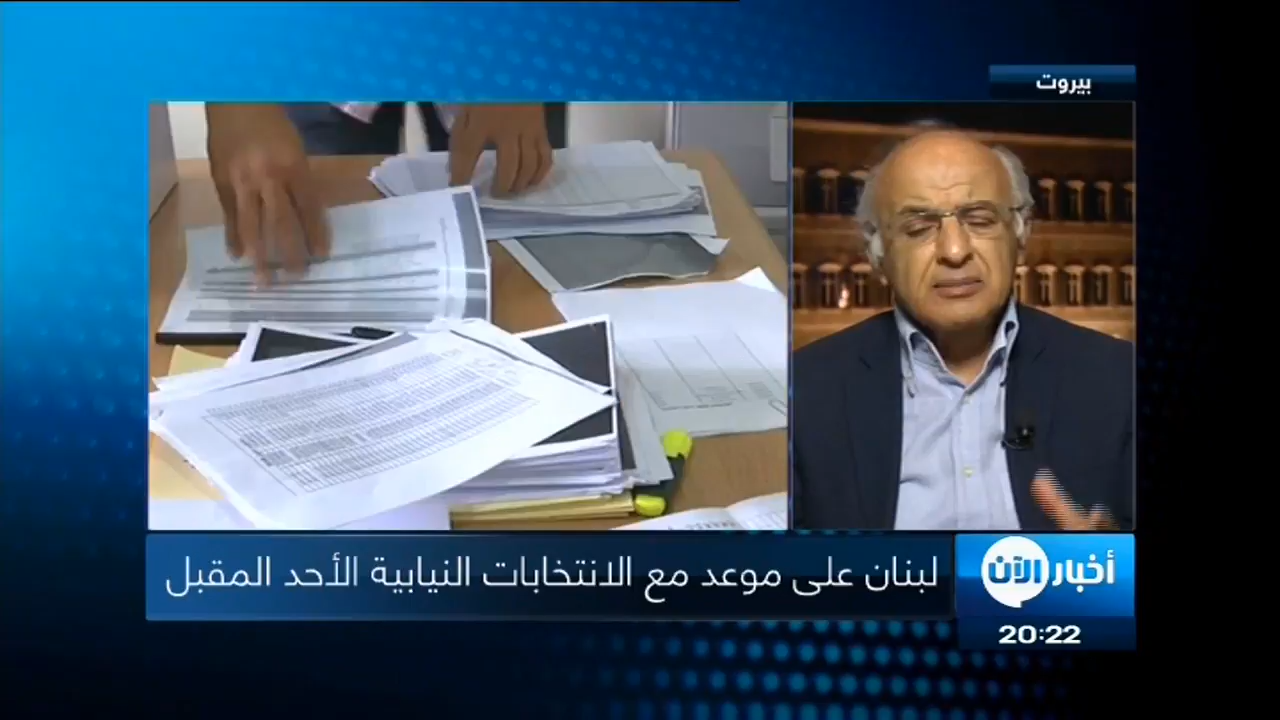 بيروت
لبنان على موعد مع الانتخابات النيابية الأحد المقبل
أخبار الآن
20:22